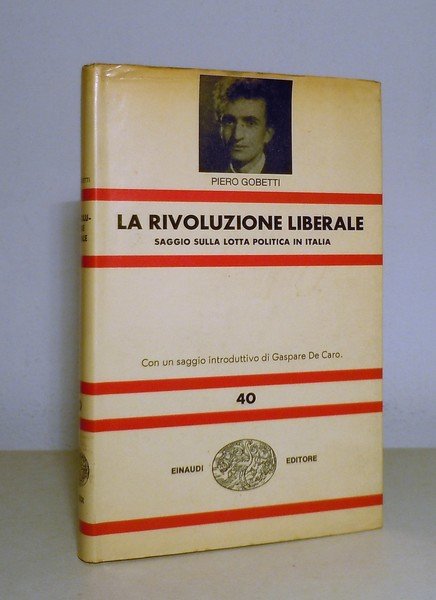 PIERO GOBETTI
LA RIVOLUZIONE LIBERALE
SAGGIO SULLA LOTTA POLITICA IN ITALIA
Con un saggio introduttivo di Gaspare De Caro.
40
EINAUDI EDITORE